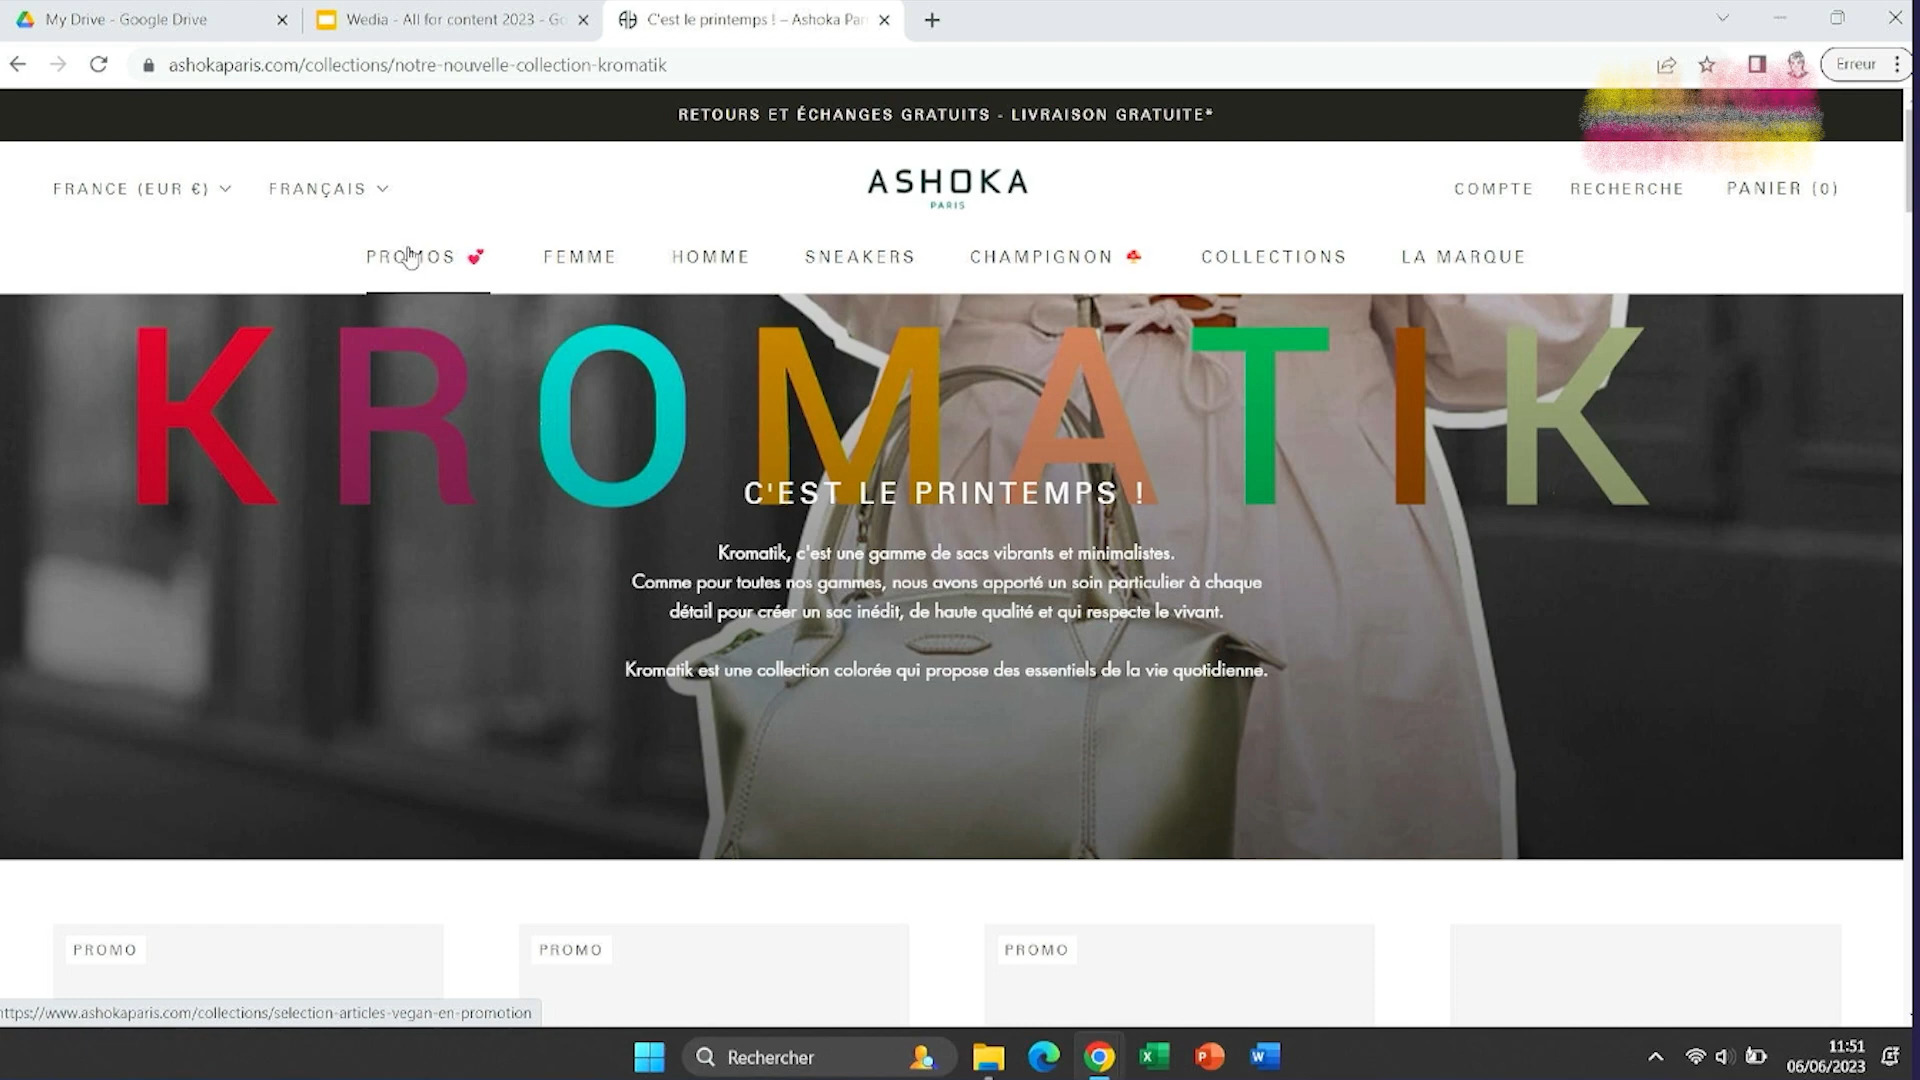 My Drive - Google Drive
Wedia - All for content 2023 - Go
C'est le printemps ! – Ashoka Par
ashokaparis.com/collections/notre-nouvelle-collection-kromatik
Erreur
RETOURS ET ÉCHANGES GRATUITS - LIVRAISON GRATUITE*
FRANCE (EUR €)
FRANÇAIS
ASHOKA
PARIS
COMPTE
RECHERCHE
PANIER (0)
PROMOS 💕
FEMME
HOMME
SNEAKERS
CHAMPIGNON 🍄
COLLECTIONS
LA MARQUE
KROMATIK
C'EST LE PRINTEMPS !
Kromatik, c'est une gamme de sacs vibrants et minimalistes.
Comme pour toutes nos gammes, nous avons apporté un soin particulier à chaque
détail pour créer un sac inédit, de haute qualité et qui respecte le vivant.
Kromatik est une collection colorée qui propose des essentiels de la vie quotidienne.
PROMO
PROMO
PROMO
https://www.ashokaparis.com/collections/selection-articles-vegan-en-promotion
Rechercher
11:51
06/06/2023